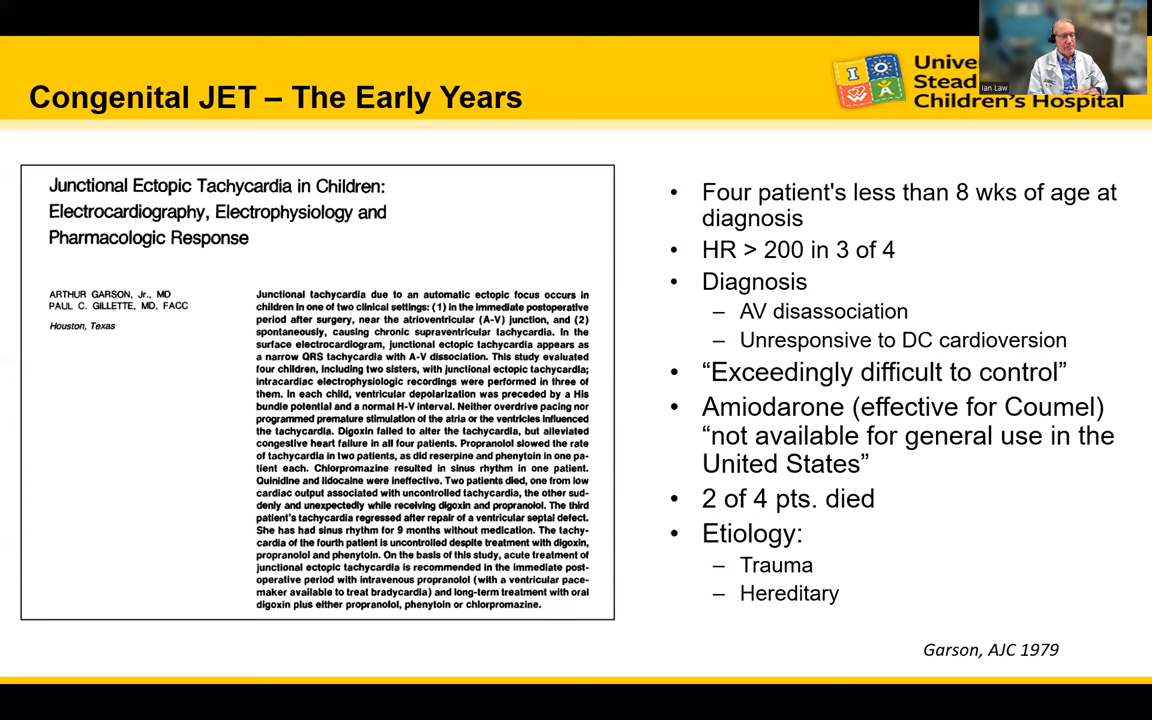 Congenital JET – The Early Years
I O
W A
Unive
Stead
Children's Hospital
Ian Law
Junctional Ectopic Tachycardia in Children:
Electrocardiography, Electrophysiology and
Pharmacologic Response
ARTHUR GARSON, Jr., MD
PAUL C. GILLETTE, MD, FACC
Houston, Texas
Junctional tachycardia due to an automatic ectopic focus occurs in
children in one of two clinical settings: (1) in the immediate postoperative
period after surgery, near the atrioventricular (A-V) junction, and (2)
spontaneously, causing chronic supraventricular tachycardia. In the
surface electrocardiogram, junctional ectopic tachycardia appears as
a narrow QRS tachycardia with A-V dissociation. This study evaluated
four children, including two sisters, with junctional ectopic tachycardia;
intracardiac electrophysiologic recordings were performed in three of
them. In each child, ventricular depolarization was preceded by a His
bundle potential and a normal H-V interval. Neither overdrive pacing nor
programmed premature stimulation of the atria or the ventricles influenced
the tachycardia. Digoxin failed to alter the tachycardia, but alleviated
congestive heart failure in all four patients. Propranolol slowed the rate
of tachycardia in two patients, as did reserpine and phenytoin in one pa-
tient each. Chlorpromazine resulted in sinus rhythm in one patient.
Quinidine and lidocaine were ineffective. Two patients died, one from low
cardiac output associated with uncontrolled tachycardia, the other sud-
denly and unexpectedly while receiving digoxin and propranolol. The third
patient's tachycardia regressed after repair of a ventricular septal defect.
She has had sinus rhythm for 9 months without medication. The tachy-
cardia of the fourth patient is uncontrolled despite treatment with digoxin,
propranolol and phenytoin. On the basis of this study, acute treatment of
junctional ectopic tachycardia is recommended in the immediate post-
operative period with intravenous propranolol (with a ventricular pace-
maker available to treat bradycardia) and long-term treatment with oral
digoxin plus either propranolol, phenytoin or chlorpromazine.
• Four patient's less than 8 wks of age at
diagnosis
• HR > 200 in 3 of 4
• Diagnosis
– AV disassociation
– Unresponsive to DC cardioversion
• “Exceedingly difficult to control”
• Amiodarone (effective for Coumel)
“not available for general use in the
United States”
• 2 of 4 pts. died
• Etiology:
– Trauma
– Hereditary
Garson, AJC 1979